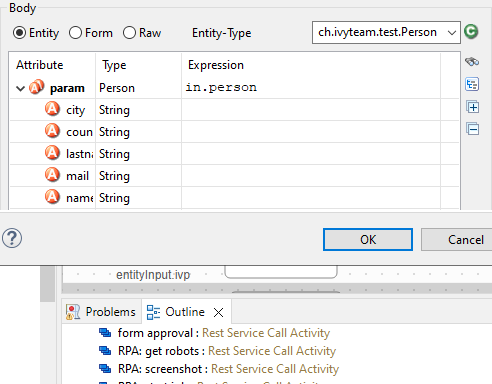 Body
Entity Form Raw Entity-Type ch.ivyteam.test.Person
Attribute Type Expression
param Person in.person
city String
coun String
lastna String
mail String
name String
OK Cancel
entityInput.ivp
Problems Outline
form approval : Rest Service Call Activity
RPA: get robots : Rest Service Call Activity
RPA: screenshot : Rest Service Call Activity